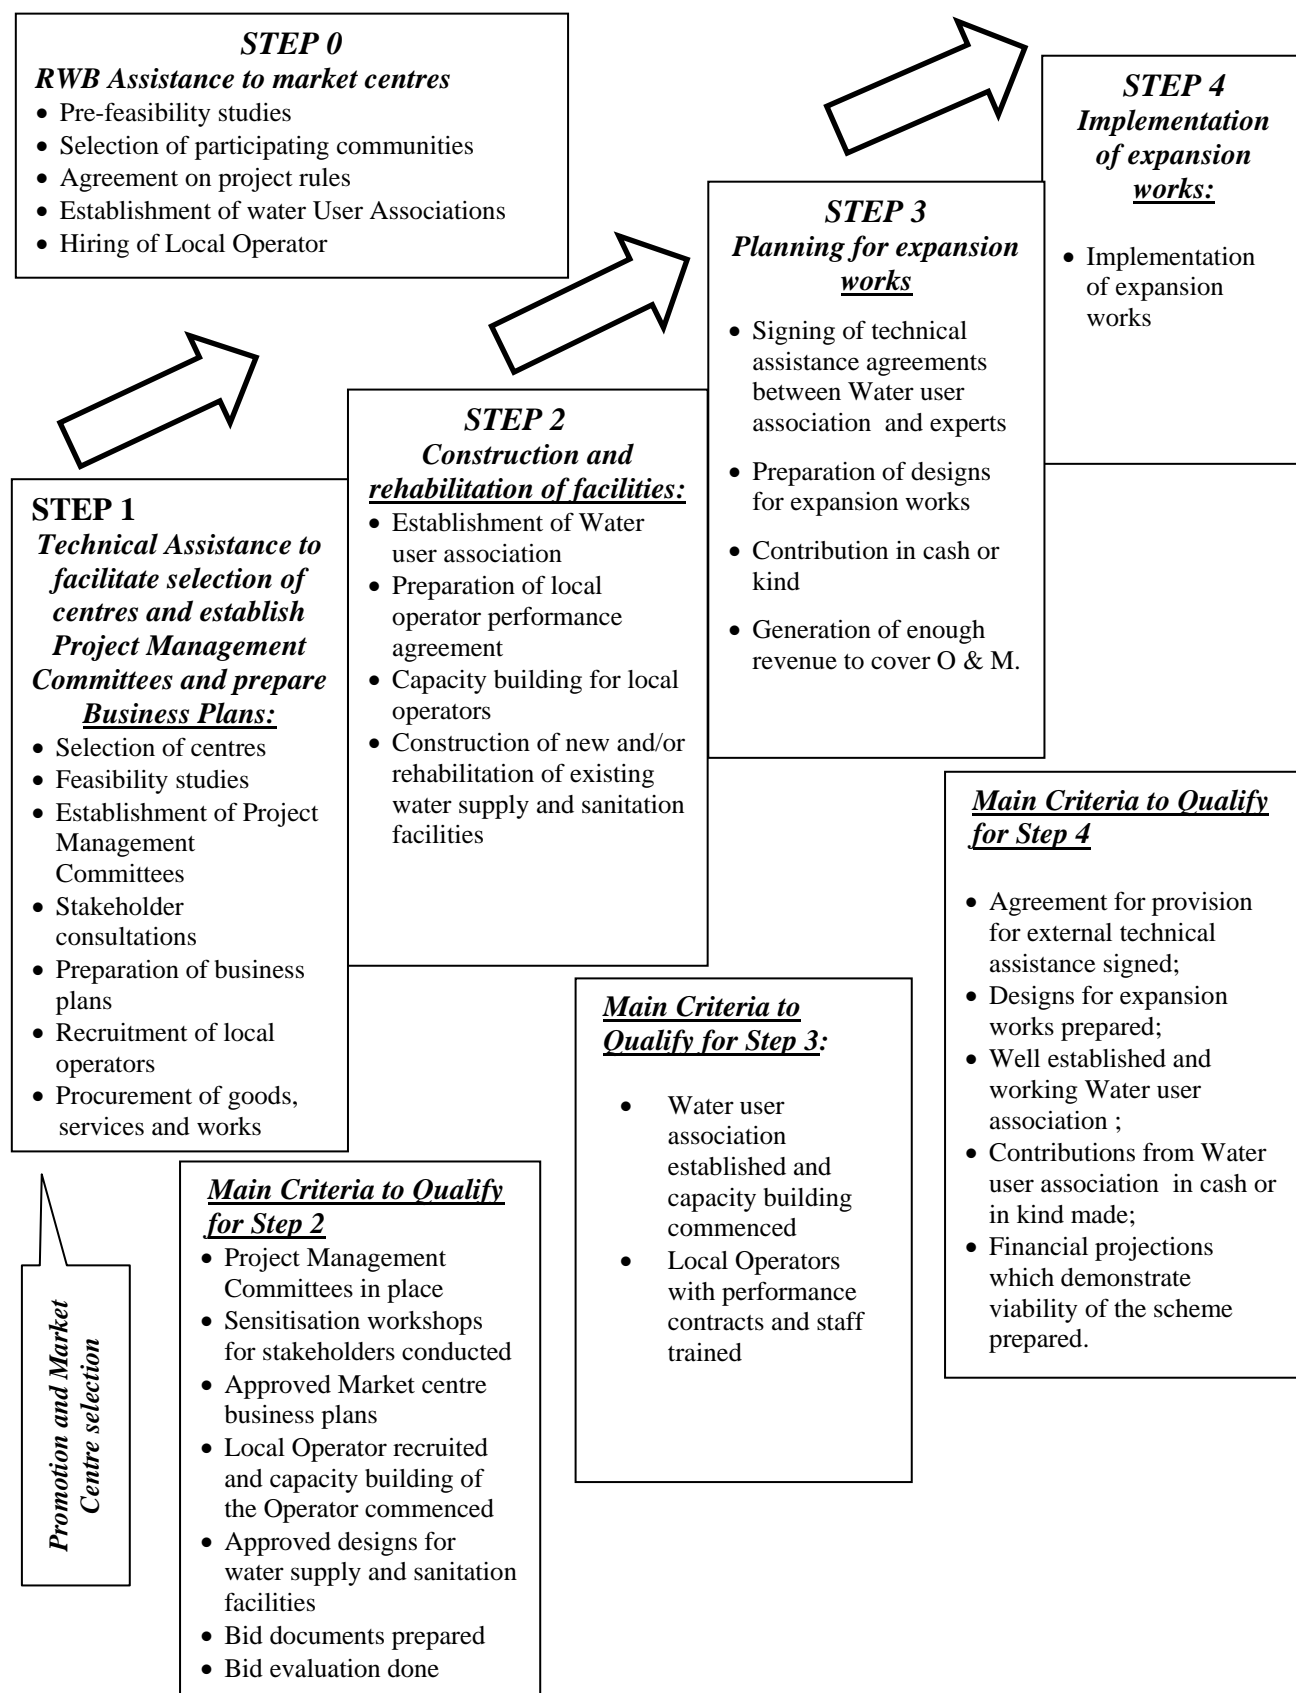 STEP 0
RWB Assistance to market centres
• Pre-feasibility studies
• Selection of participating communities
• Agreement on project rules
• Establishment of water User Associations
• Hiring of Local Operator
STEP 4
Implementation
of expansion
works:
• Implementation
of expansion
works
STEP 3
Planning for expansion
works
• Signing of technical
assistance agreements
between Water user
association and experts
• Preparation of designs
for expansion works
• Contribution in cash or
kind
• Generation of enough
revenue to cover O & M.
STEP 2
Construction and
rehabilitation of facilities:
• Establishment of Water
user association
• Preparation of local
operator performance
agreement
• Capacity building for local
operators
• Construction of new and/or
rehabilitation of existing
water supply and sanitation
facilities
STEP 1
Technical Assistance to
facilitate selection of
centres and establish
Project Management
Committees and prepare
Business Plans:
• Selection of centres
• Feasibility studies
• Establishment of Project
Management
Committees
• Stakeholder
consultations
• Preparation of business
plans
• Recruitment of local
operators
• Procurement of goods,
services and works
Main Criteria to Qualify
for Step 4
• Agreement for provision
for external technical
assistance signed;
• Designs for expansion
works prepared;
• Well established and
working Water user
association ;
• Contributions from Water
user association in cash or
in kind made;
• Financial projections
which demonstrate
viability of the scheme
prepared.
Main Criteria to
Qualify for Step 3:
• Water user
association
established and
capacity building
commenced
• Local Operators
with performance
contracts and staff
trained
Main Criteria to Qualify
for Step 2
• Project Management
Committees in place
• Sensitisation workshops
for stakeholders conducted
• Approved Market centre
business plans
• Local Operator recruited
and capacity building of
the Operator commenced
• Approved designs for
water supply and sanitation
facilities
• Bid documents prepared
• Bid evaluation done
Promotion and Market
Centre selection